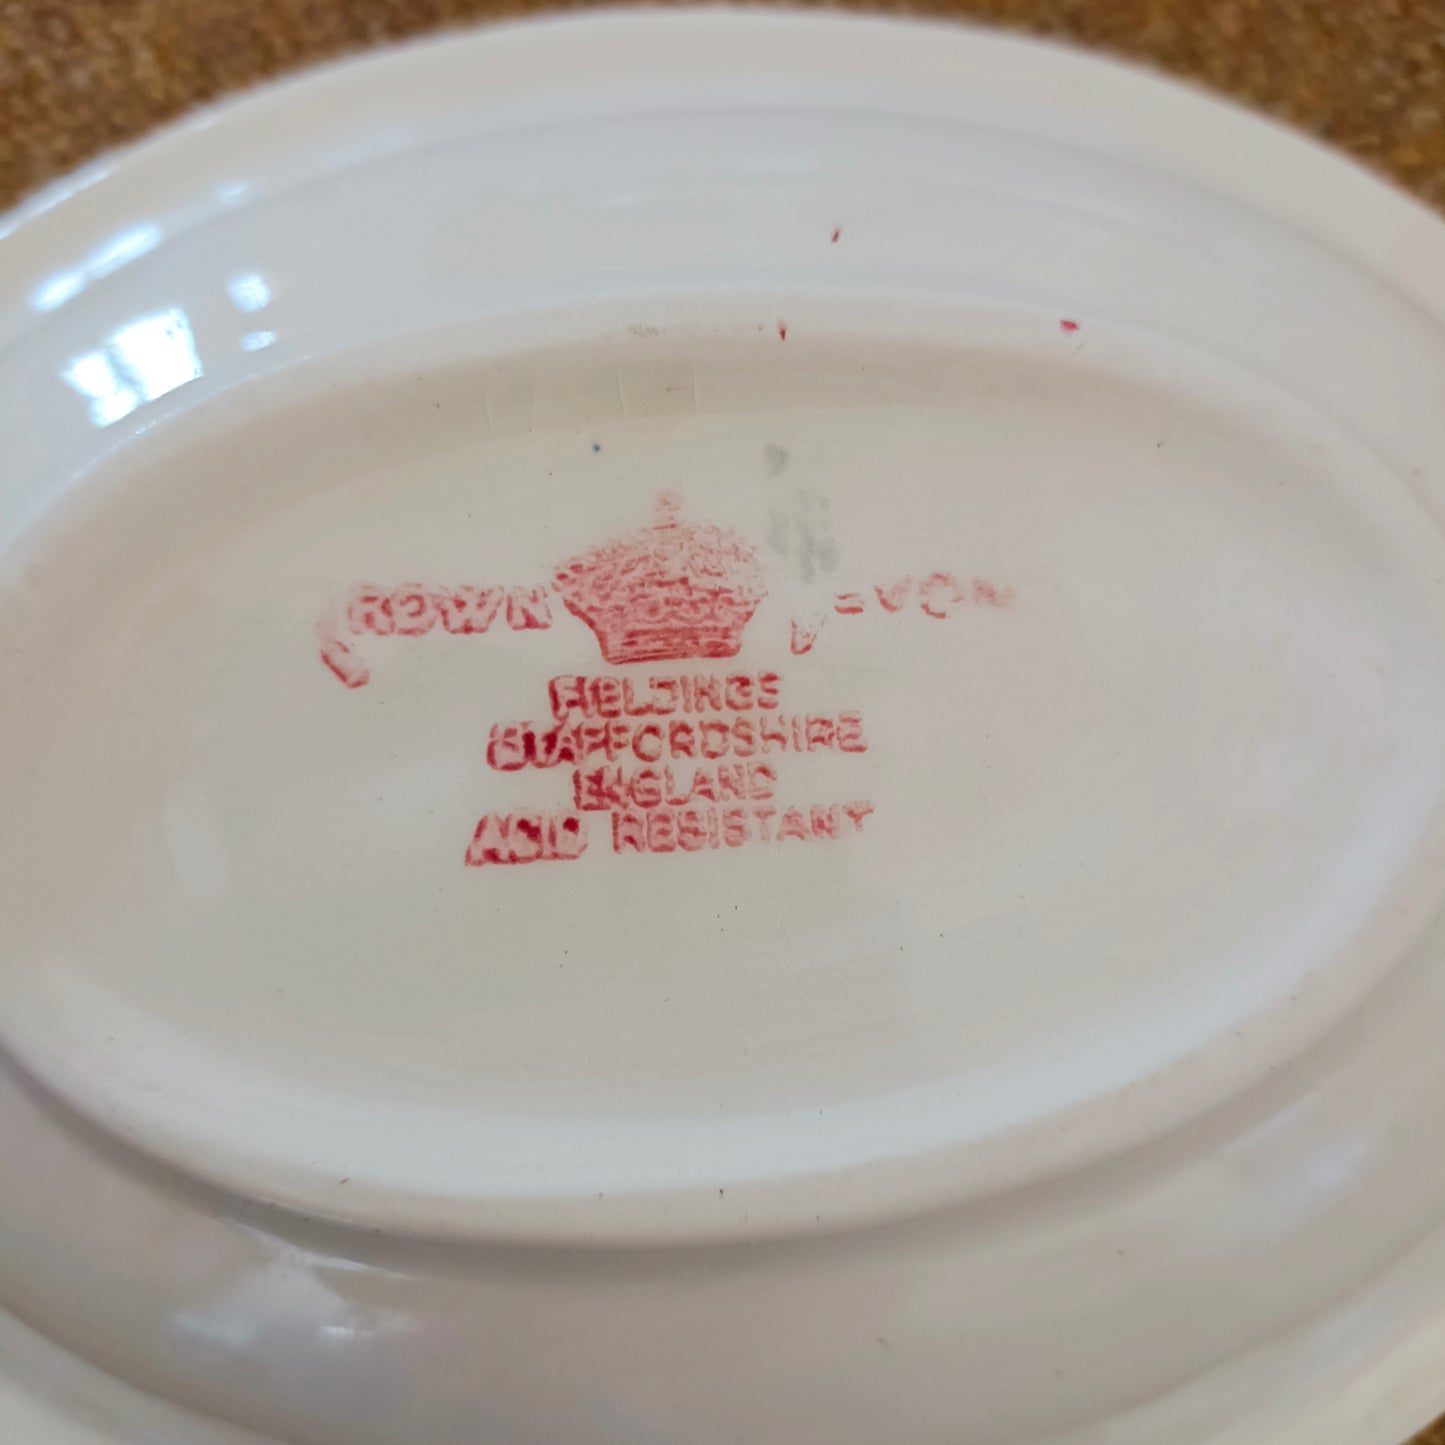 CROWN DEVON
FIELDINGS
STAFFORDSHIRE
ENGLAND
ACID RESISTANT